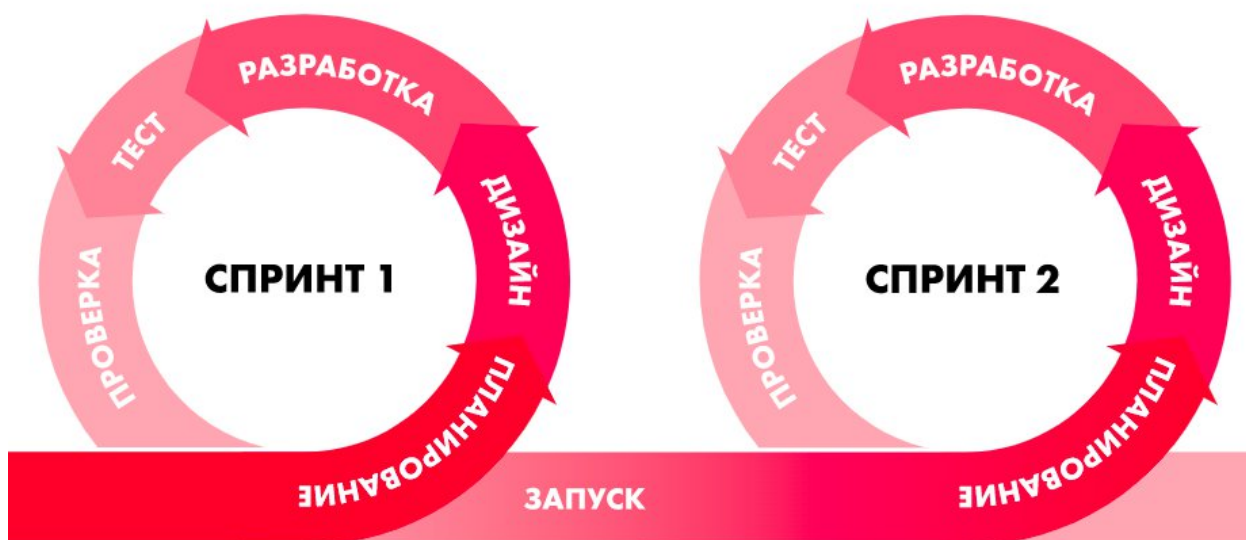 РАЗРАБОТКА
ТЕСТ
ДИЗАЙН
СПРИНТ 1
ПРОВЕРКА
ПЛАНИРОВАНИЕ
ЗАПУСК
РАЗРАБОТКА
ТЕСТ
ДИЗАЙН
СПРИНТ 2
ПРОВЕРКА
ПЛАНИРОВАНИЕ